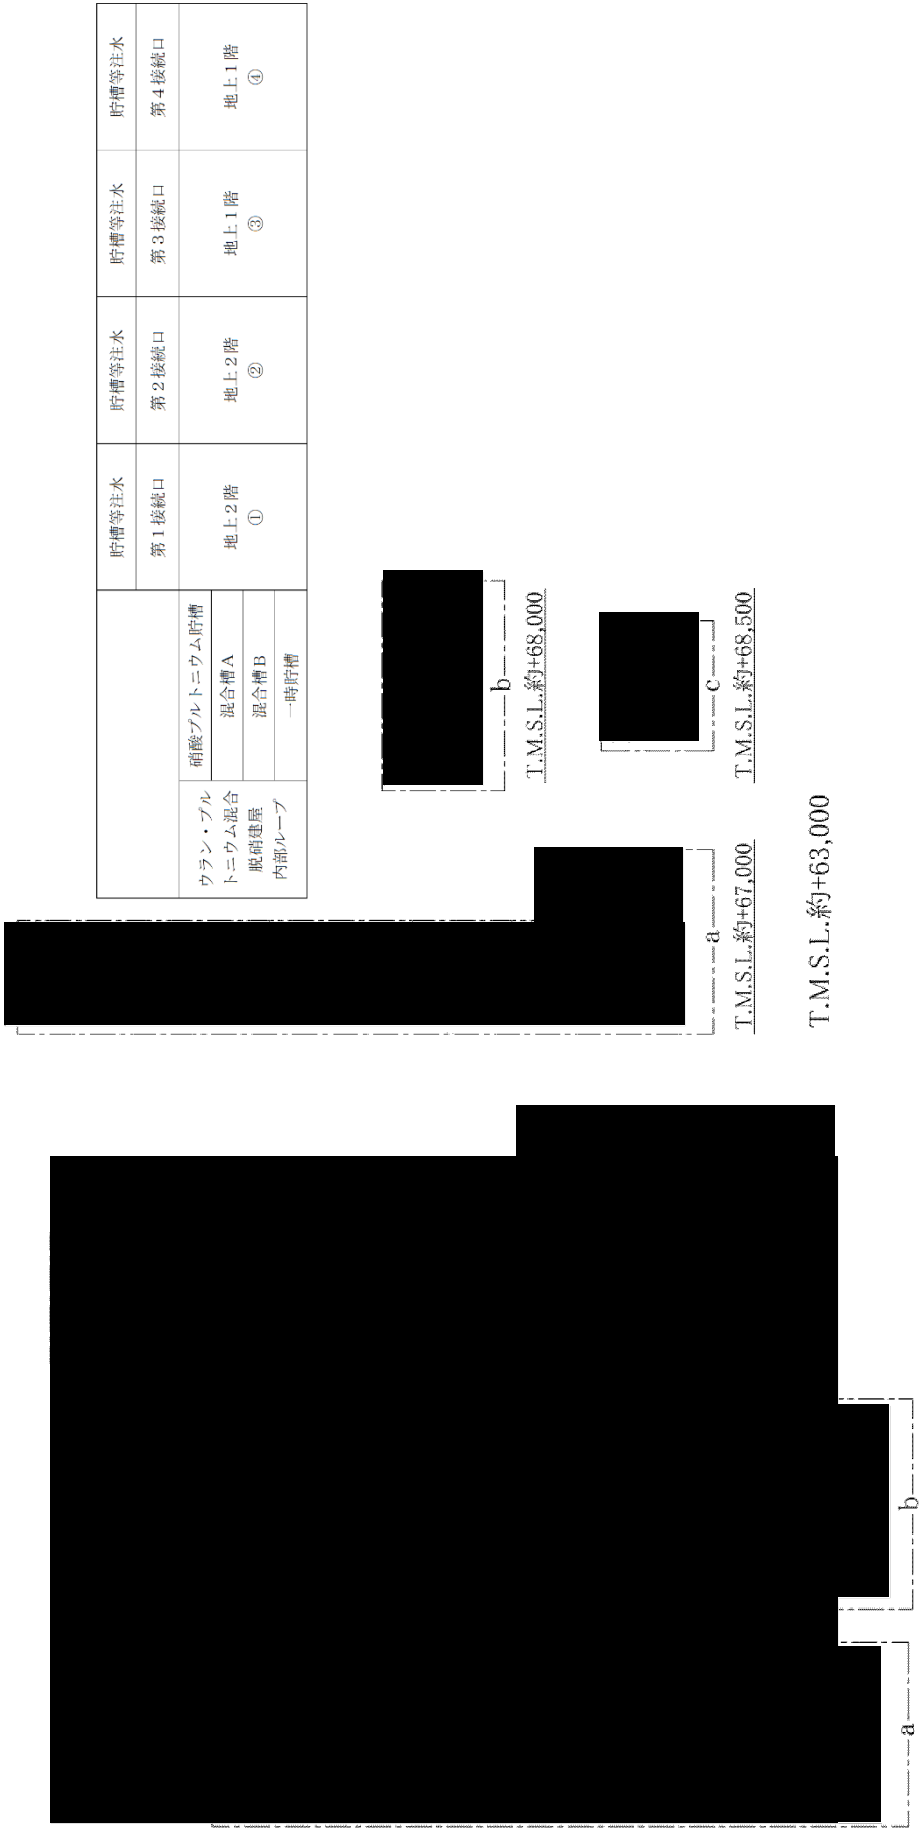 貯槽等注水 貯槽等注水 貯槽等注水 貯槽等注水
第1接続口 第2接続口 第3接続口 第4接続口
ウラン・プル
トニウム混合
脱硝建屋
内部ループ
硝酸プルトニウム貯槽
混合槽A
混合槽B
一時貯槽
地上2階 地上2階 地上1階 地上1階
① ② ③ ④
b
T.M.S.L.約+68,000
a
T.M.S.L.約+67,000
c
T.M.S.L.約+68,500
T.M.S.L.約+63,000
a
b